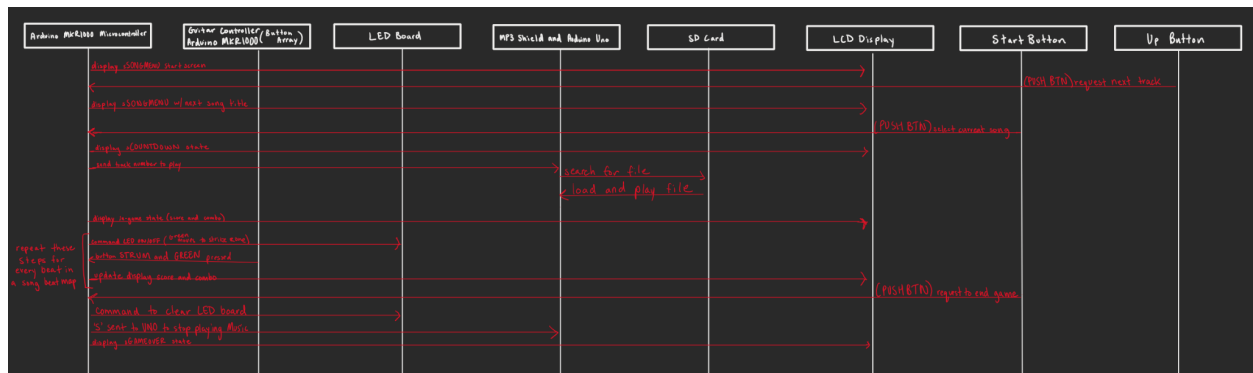 Arduino MKR1000 Microcontroller
Guitar Controller (Button
Arduino MKR1000 Array)
LED Board
MP3 Shield and Arduino Uno
SD Card
LCD Display
Start Button
Up Button
display sSONGMENU start screen
(PUSH BTN) request next track
display sSONGMENU w/ next song title
(PUSH BTN) select current song
display sCOUNTDOWN state
send track number to play
search for file
load and play file
display in-game state (score and combo)
repeat these
steps for
every beat in
a song beatmap
command LED onset (green moves to strike zone)
button STRUM and GREEN pressed
update display score and combo
(PUSH BTN) request to end game
command to clear LED board
'S' sent to UNO to stop playing Music
display sGAMEOVER state